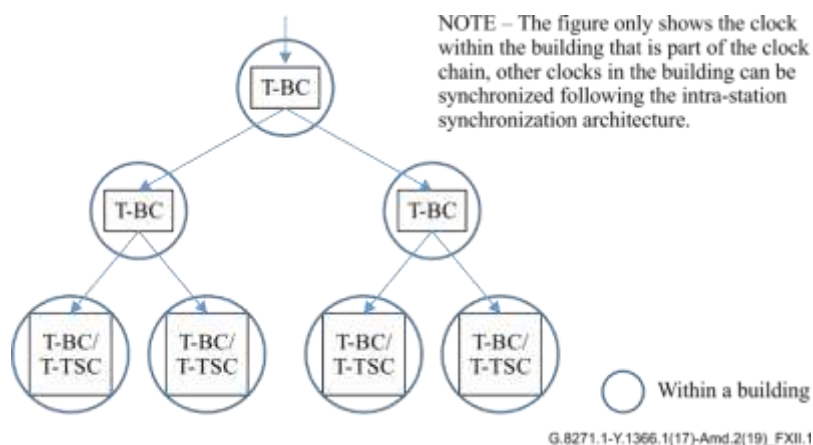 NOTE – The figure only shows the clock
within the building that is part of the clock
chain, other clocks in the building can be
synchronized following the intra-station
synchronization architecture.
T-BC
T-BC
T-BC
T-BC/
T-TSC
T-BC/
T-TSC
T-BC/
T-TSC
T-BC/
T-TSC
Within a building
G.8271.1-Y.1366.1(17)-Amd.2(19)_FXII.1